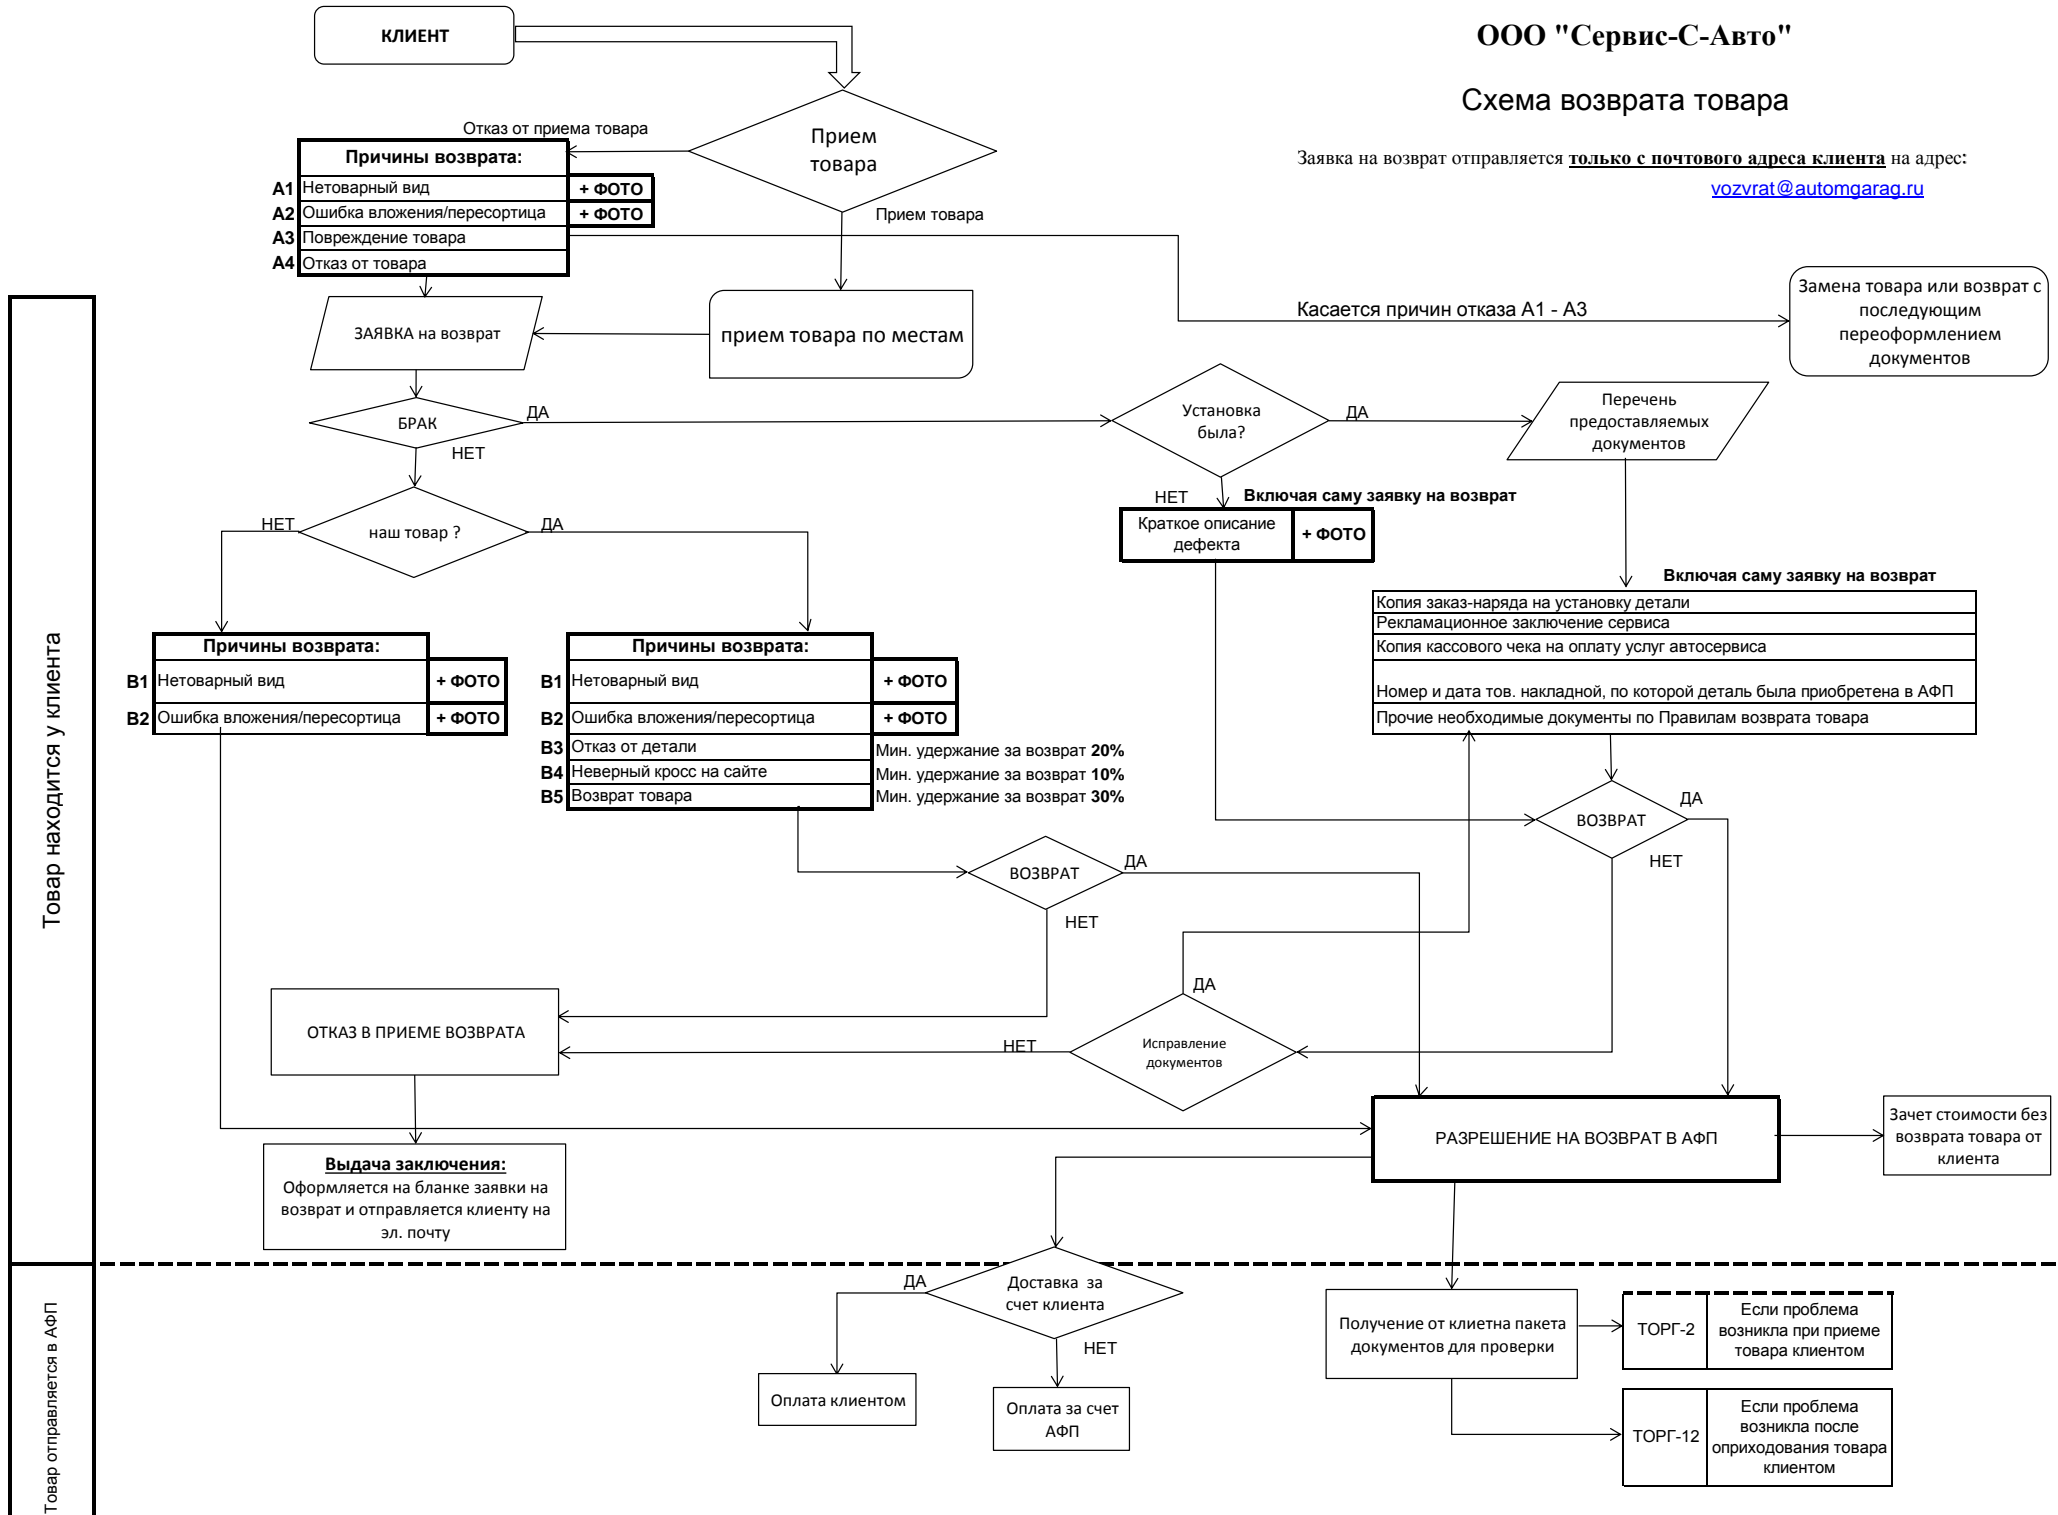 КЛИЕНТ
ООО "Сервис-С-Авто"
Схема возврата товара
Заявка на возврат отправляется только с почтового адреса клиента на адрес:
vozvrat@automgarag.ru
Прием
товара
Отказ от приема товара
Прием товара
Причины возврата:
А1 Нетоварный вид + ФОТО
А2 Ошибка вложения/пересортица + ФОТО
А3 Повреждение товара
А4 Отказ от товара
Касается причин отказа А1 - А3
Замена товара или возврат с
последующим
переоформлением
документов
ЗАЯВКА на возврат
прием товара по местам
Товар находится у клиента
БРАК
ДА
НЕТ
Установка
была?
ДА
НЕТ
Перечень
предоставляемых
документов
Включая саму заявку на возврат
Краткое описание
дефекта
+ ФОТО
наш товар ?
НЕТ
ДА
Включая саму заявку на возврат
Копия заказ-наряда на установку детали
Рекламационное заключение сервиса
Копия кассового чека на оплату услуг автосервиса
Номер и дата тов. накладной, по которой деталь была приобретена в АФП
Прочие необходимые документы по Правилам возврата товара
Причины возврата:
В1 Нетоварный вид + ФОТО
В2 Ошибка вложения/пересортица + ФОТО
Причины возврата:
В1 Нетоварный вид + ФОТО
В2 Ошибка вложения/пересортица + ФОТО
В3 Отказ от детали Мин. удержание за возврат 20%
В4 Неверный кросс на сайте Мин. удержание за возврат 10%
В5 Возврат товара Мин. удержание за возврат 30%
ВОЗВРАТ
ДА
НЕТ
ВОЗВРАТ
ДА
НЕТ
Исправление
документов
ДА
НЕТ
ОТКАЗ В ПРИЕМЕ ВОЗВРАТА
РАЗРЕШЕНИЕ НА ВОЗВРАТ В АФП
Зачет стоимости без
возврата товара от
клиента
Выдача заключения:
Оформляется на бланке заявки на
возврат и отправляется клиенту на
эл. почту
Товар отправляется в АФП
Доставка за
счет клиента
ДА
НЕТ
Оплата клиентом
Оплата за счет
АФП
Получение от клиетна пакета
документов для проверки
ТОРГ-2
Если проблема
возникла при приеме
товара клиентом
ТОРГ-12
Если проблема
возникла после
оприходования товара
клиентом